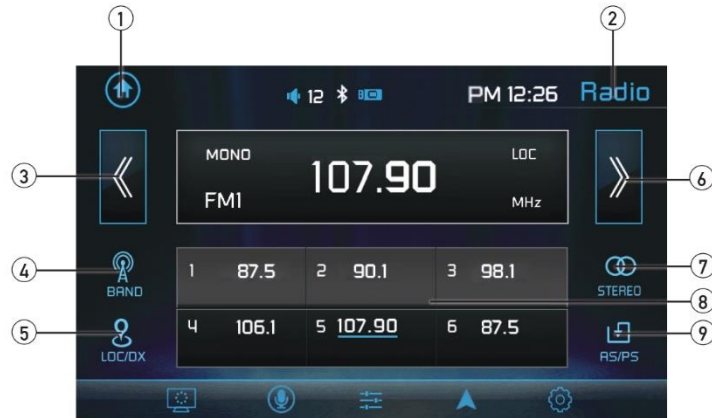 1 2
12 PM 12:26 Radio
MONO LOC
3 107.90 6
FM1 MHz
4 BAND 1 87.5 2 90.1 3 98.1 STEREO 7
8
5 LOC/DX 4 106.1 5 107.90 6 87.5 AS/PS 9